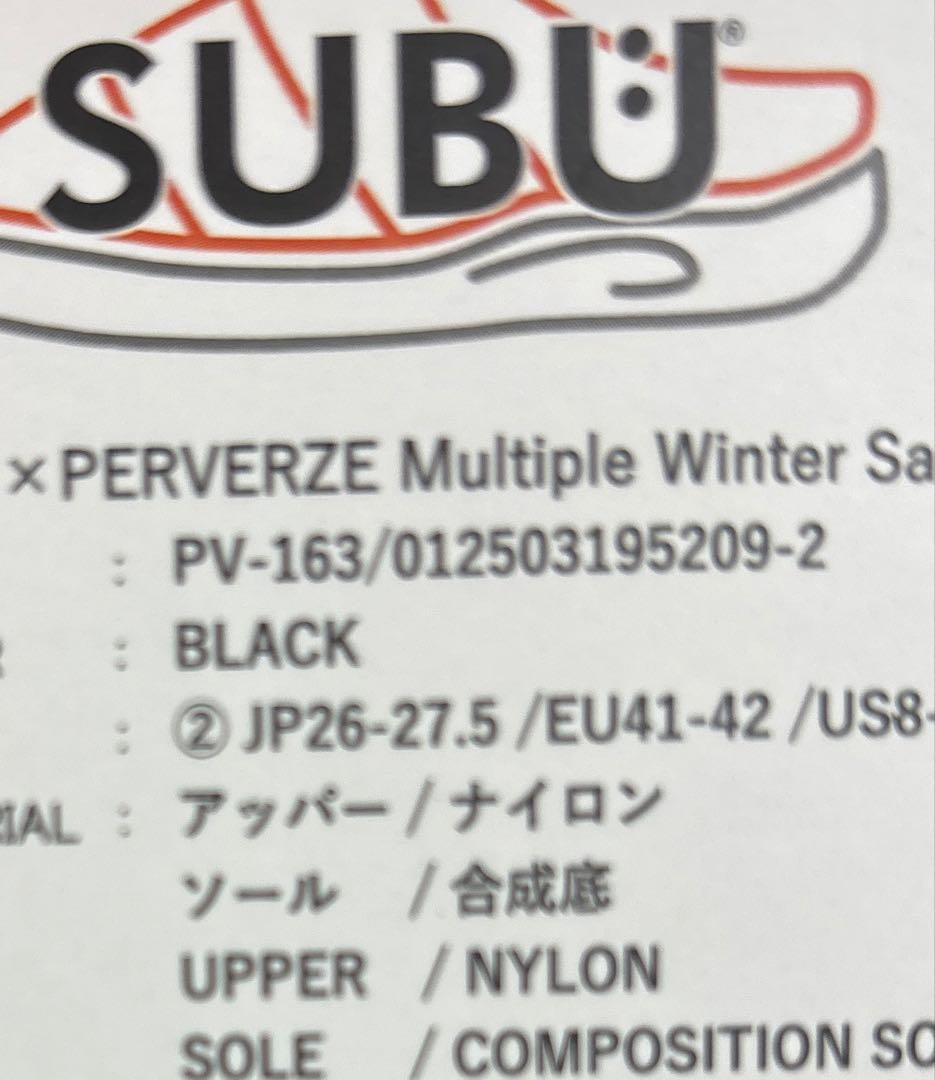 SUBU®
×PERVERZE Multiple Winter Sa
: PV-163/012503195209-2
R : BLACK
: ② JP26-27.5 /EU41-42 /US8-
RIAL : アッパー / ナイロン
ソール / 合成底
UPPER / NYLON
SOLE / COMPOSITION SO